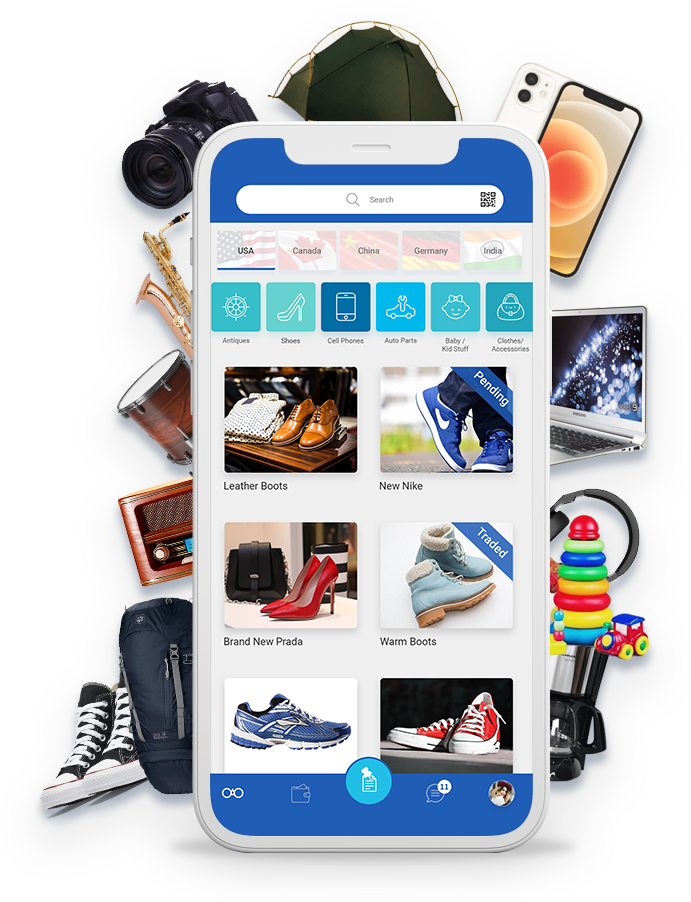 Search
USA
Canada
China
Germany
India
Antiques
Shoes
Cell Phones
Auto Parts
Baby /
Kid Stuff
Clothes/
Accessories
Pending
Leather Boots
New Nike
Traded
Brand New Prada
Warm Boots
11
SAMSUNG